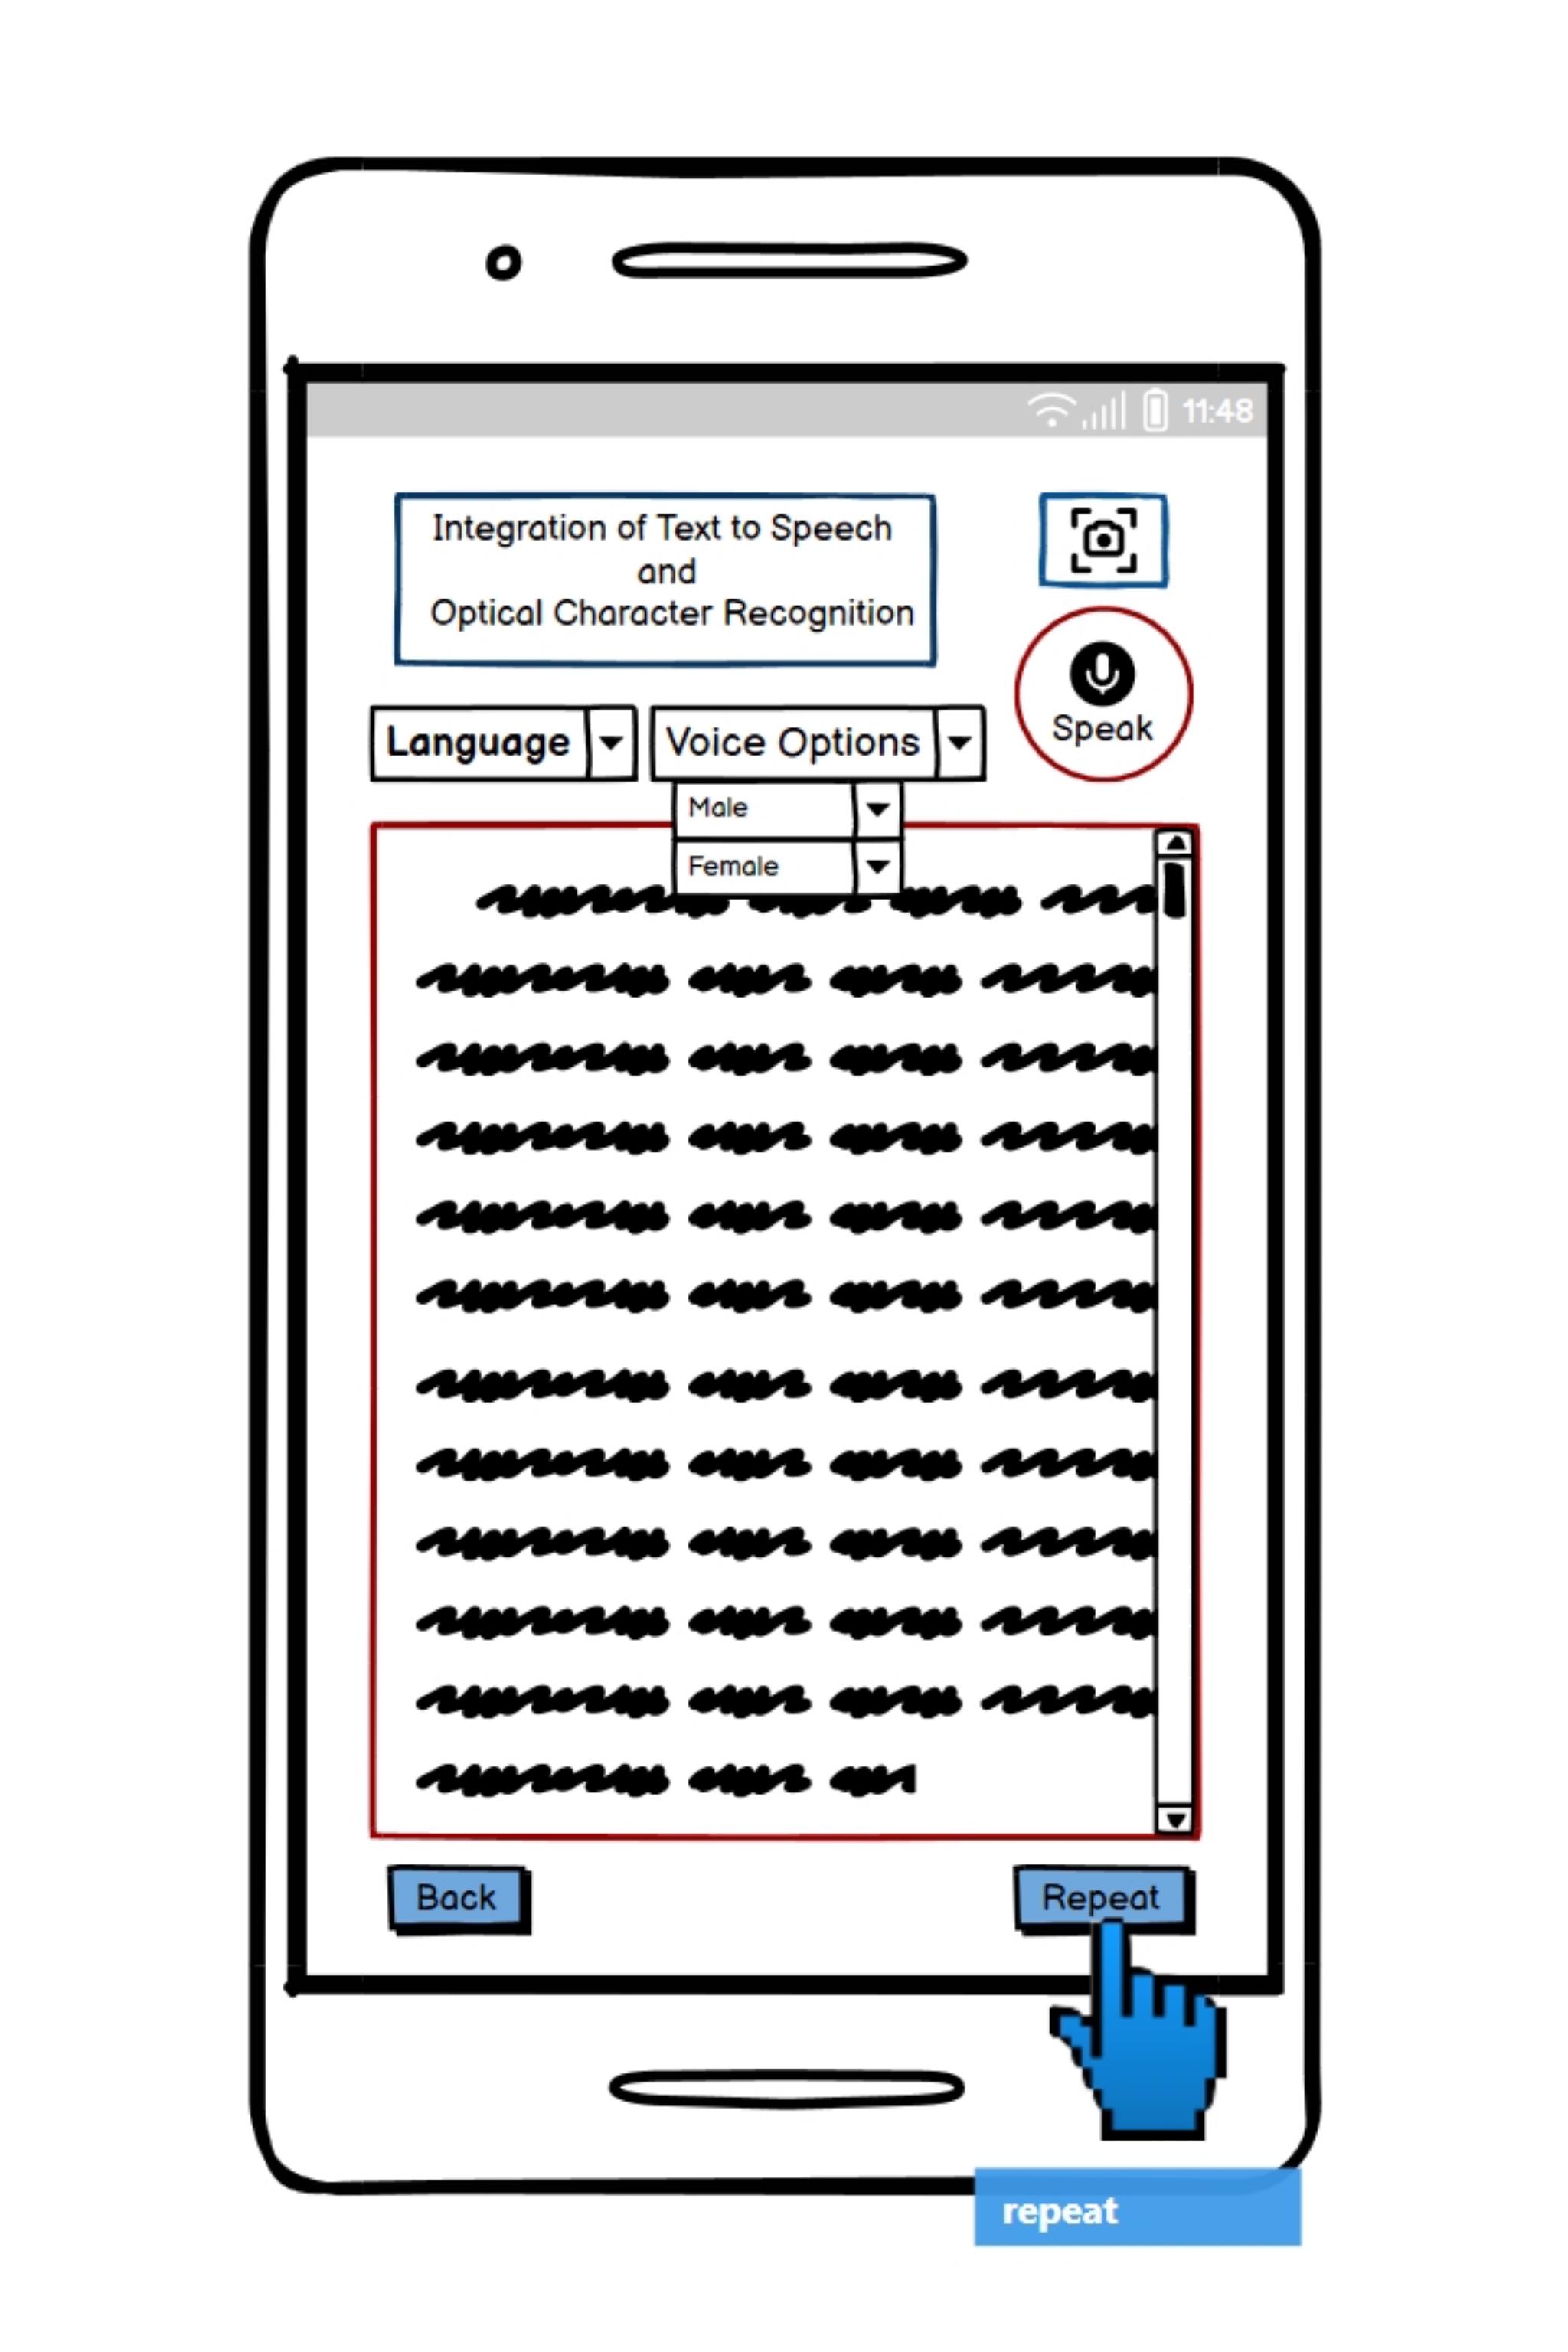 11:48
Integration of Text to Speech
and
Optical Character Recognition
Speak
Language
Voice Options
Male
Female
Back
Repeat
repeat